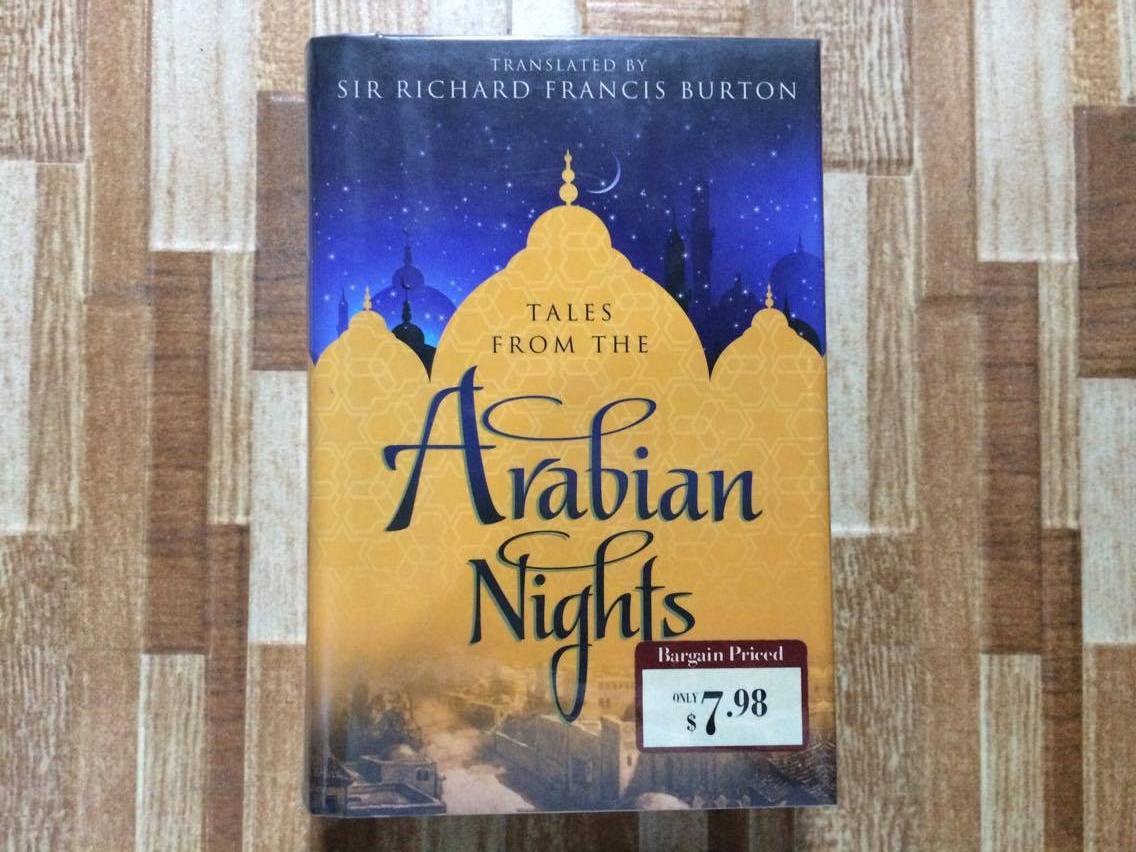 TRANSLATED BY
SIR RICHARD FRANCIS BURTON
TALES
FROM THE
Arabian
Nights
Bargain Priced
ONLY
$7.98